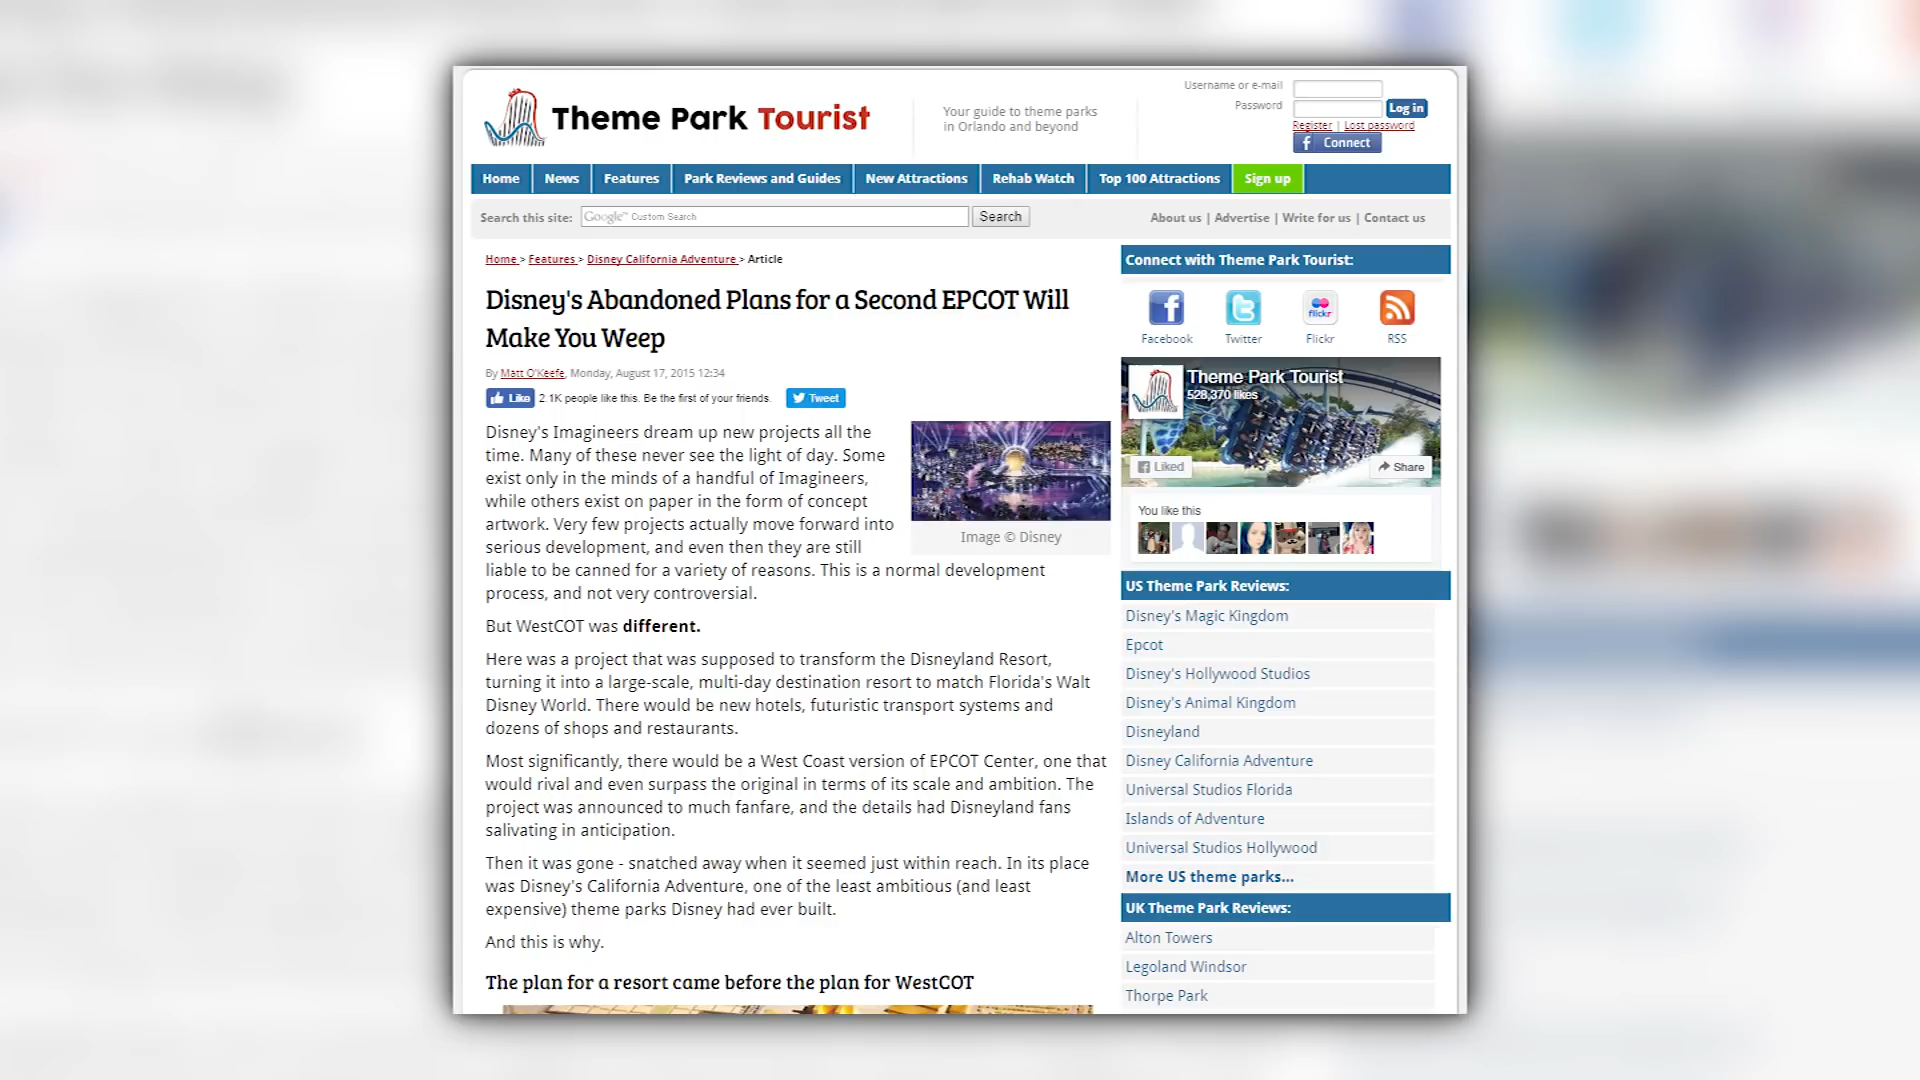 Theme Park Tourist
Your guide to theme parks
in Orlando and beyond
Username or e-mail
Password
Log in
Register | Lost password
Connect
Home
News
Features
Park Reviews and Guides
New Attractions
Rehab Watch
Top 100 Attractions
Sign up
Search this site:
Google™ Custom Search
Search
About us | Advertise | Write for us | Contact us
Home > Features > Disney California Adventure > Article
Disney's Abandoned Plans for a Second EPCOT Will
Make You Weep
By Matt O'Keefe, Monday, August 17, 2015 12:34
Like
2.1K people like this. Be the first of your friends.
Tweet
Disney's Imagineers dream up new projects all the
time. Many of these never see the light of day. Some
exist only in the minds of a handful of Imagineers,
while others exist on paper in the form of concept
artwork. Very few projects actually move forward into
serious development, and even then they are still
liable to be canned for a variety of reasons. This is a normal development
process, and not very controversial.
Image © Disney
But WestCOT was different.
Here was a project that was supposed to transform the Disneyland Resort,
turning it into a large-scale, multi-day destination resort to match Florida's Walt
Disney World. There would be new hotels, futuristic transport systems and
dozens of shops and restaurants.
Most significantly, there would be a West Coast version of EPCOT Center, one that
would rival and even surpass the original in terms of its scale and ambition. The
project was announced to much fanfare, and the details had Disneyland fans
salivating in anticipation.
Then it was gone - snatched away when it seemed just within reach. In its place
was Disney's California Adventure, one of the least ambitious (and least
expensive) theme parks Disney had ever built.
And this is why.
The plan for a resort came before the plan for WestCOT
Connect with Theme Park Tourist:
flickr
Facebook
Twitter
Flickr
RSS
Theme Park Tourist
528,370 likes
Liked
Share
You like this
US Theme Park Reviews:
Disney's Magic Kingdom
Epcot
Disney's Hollywood Studios
Disney's Animal Kingdom
Disneyland
Disney California Adventure
Universal Studios Florida
Islands of Adventure
Universal Studios Hollywood
More US theme parks...
UK Theme Park Reviews:
Alton Towers
Legoland Windsor
Thorpe Park